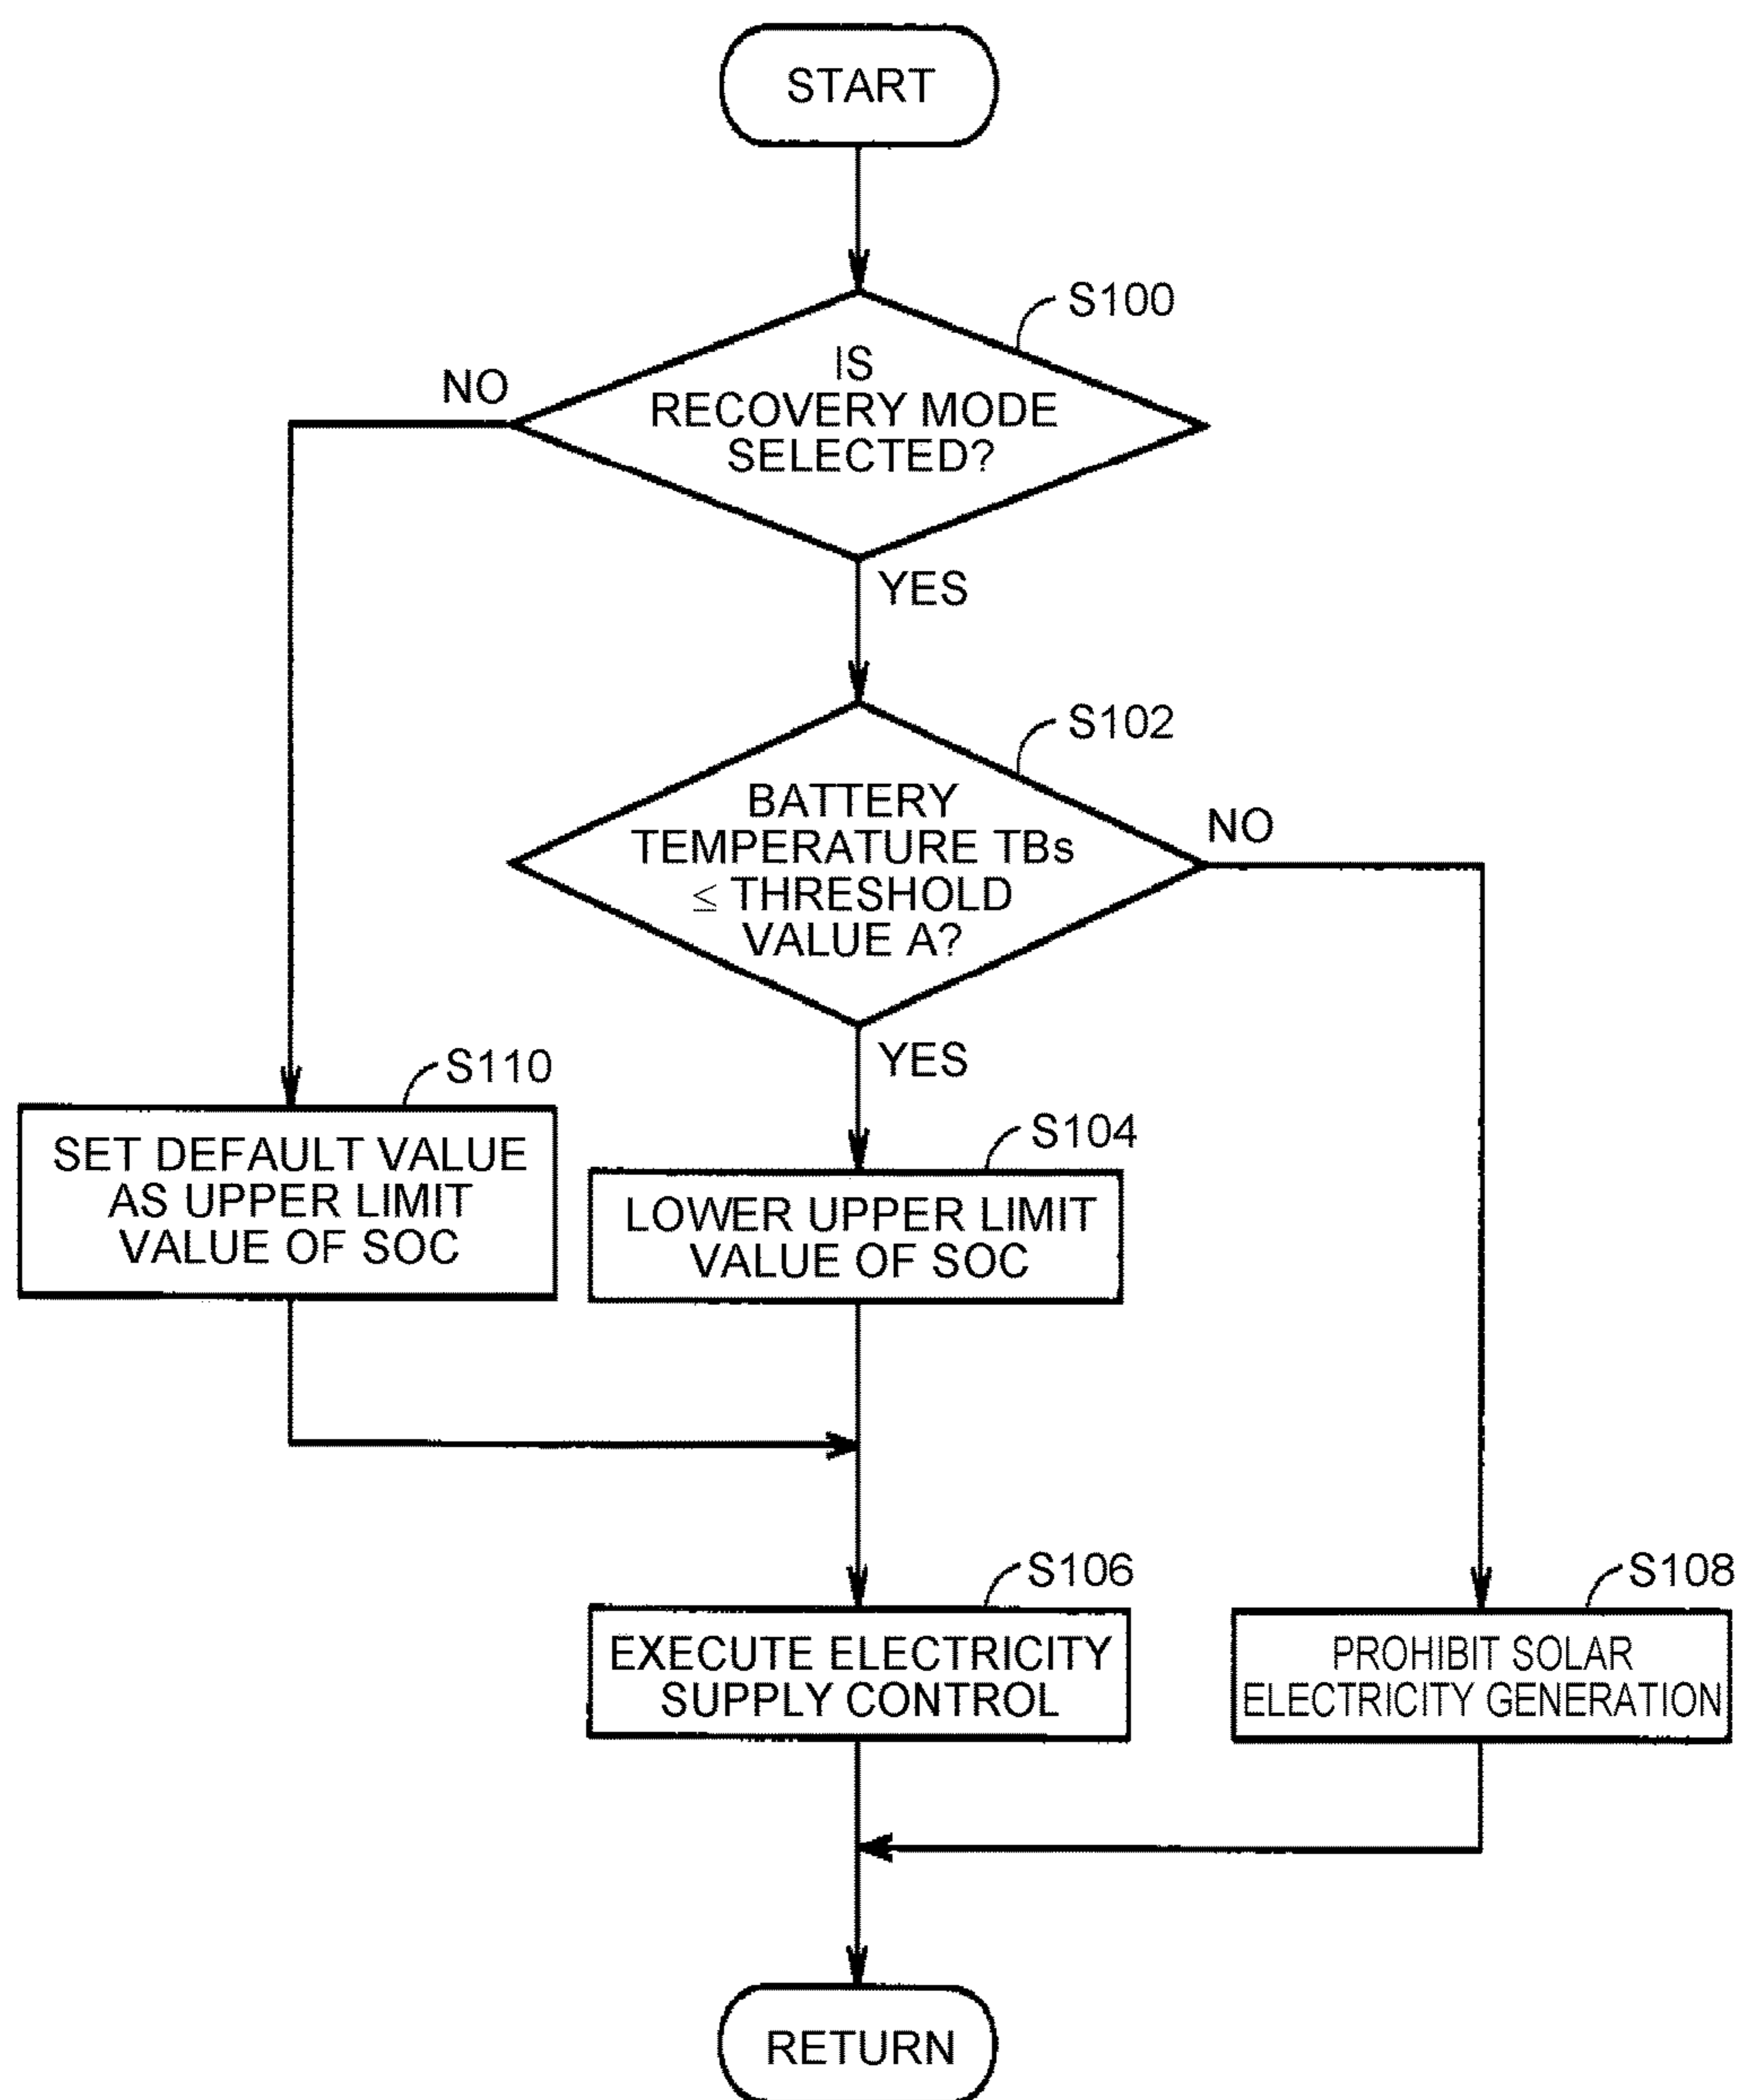 START
S100
IS
RECOVERY MODE
SELECTED?
NO
YES
S102
BATTERY
TEMPERATURE TBs
≤ THRESHOLD
VALUE A?
NO
YES
S110
SET DEFAULT VALUE
AS UPPER LIMIT
VALUE OF SOC
S104
LOWER UPPER LIMIT
VALUE OF SOC
S106
EXECUTE ELECTRICITY
SUPPLY CONTROL
S108
PROHIBIT SOLAR
ELECTRICITY GENERATION
RETURN